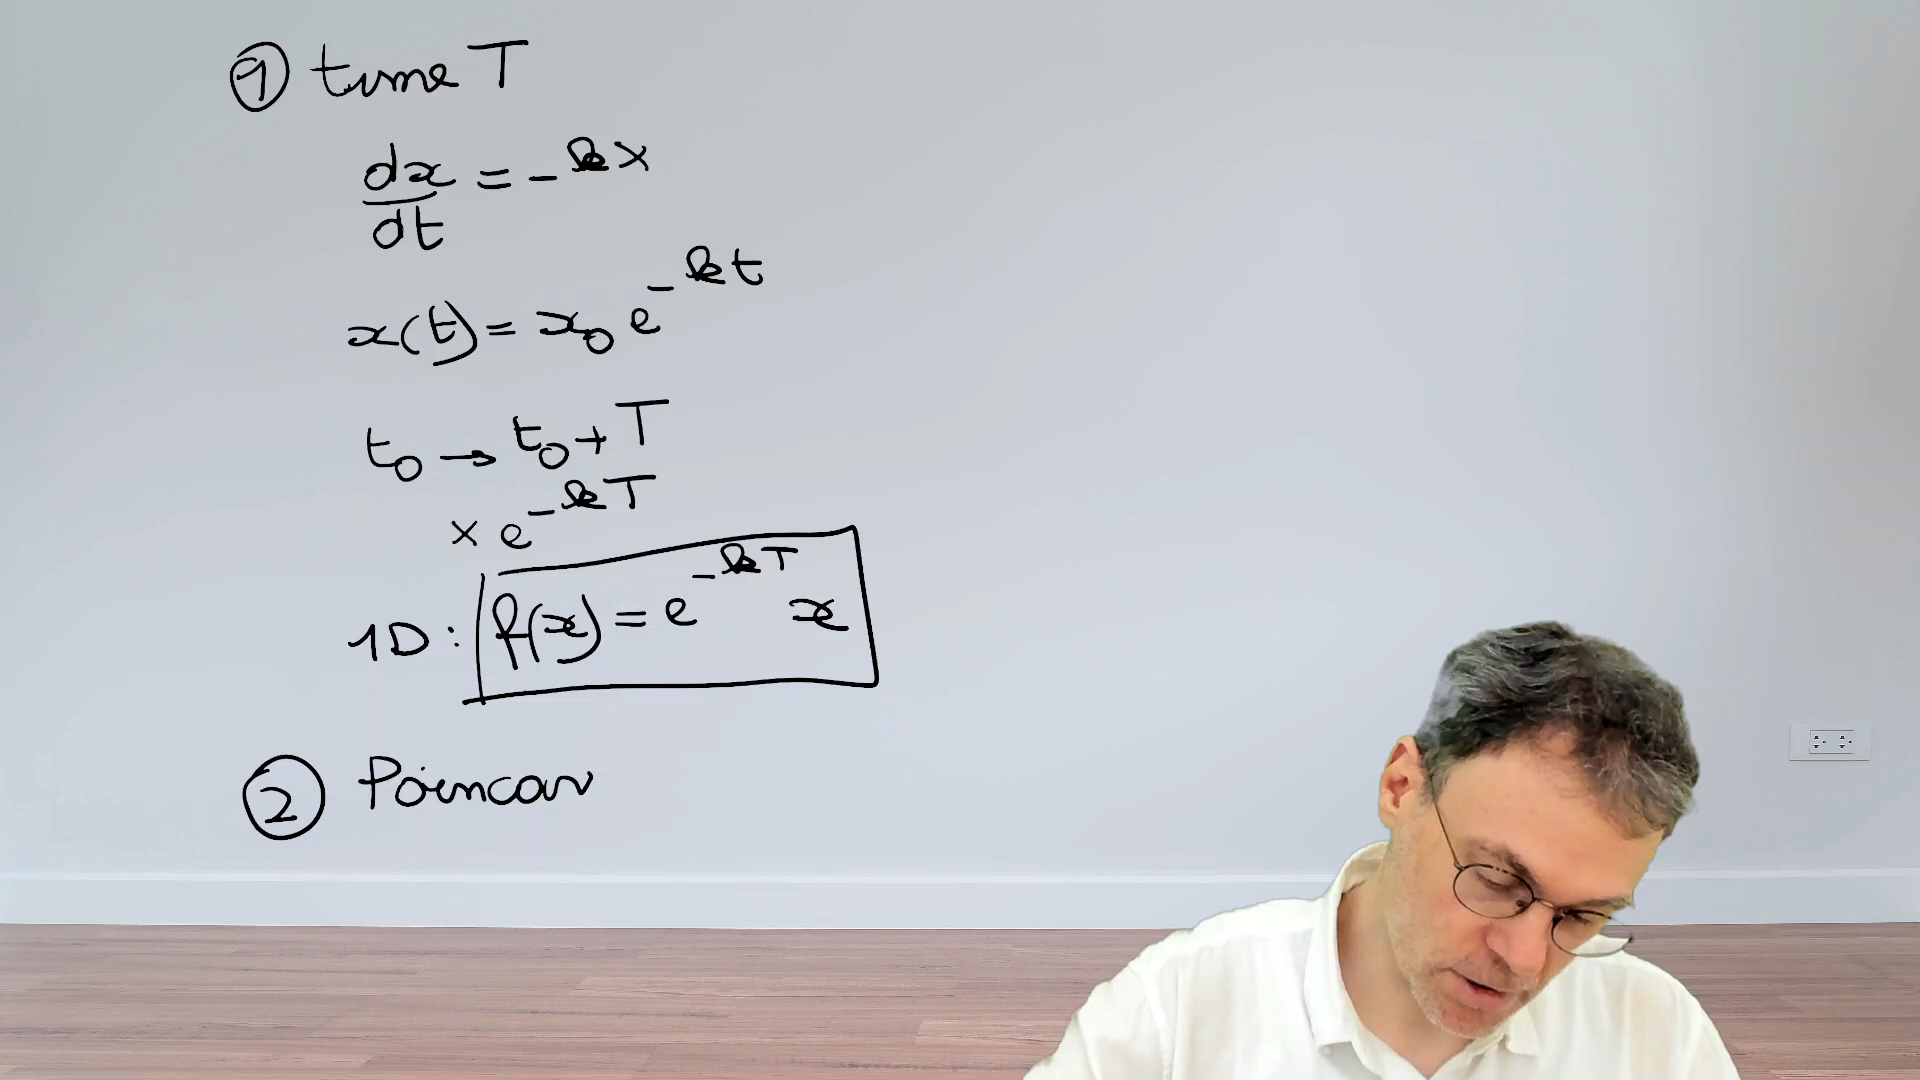 ① time T
dx/dt = -kx
x(t) = x₀ e^{-kt}
t₀ → t₀ + T
× e^{-kT}
1D: f(x) = e^{-kT} x
② Poincar